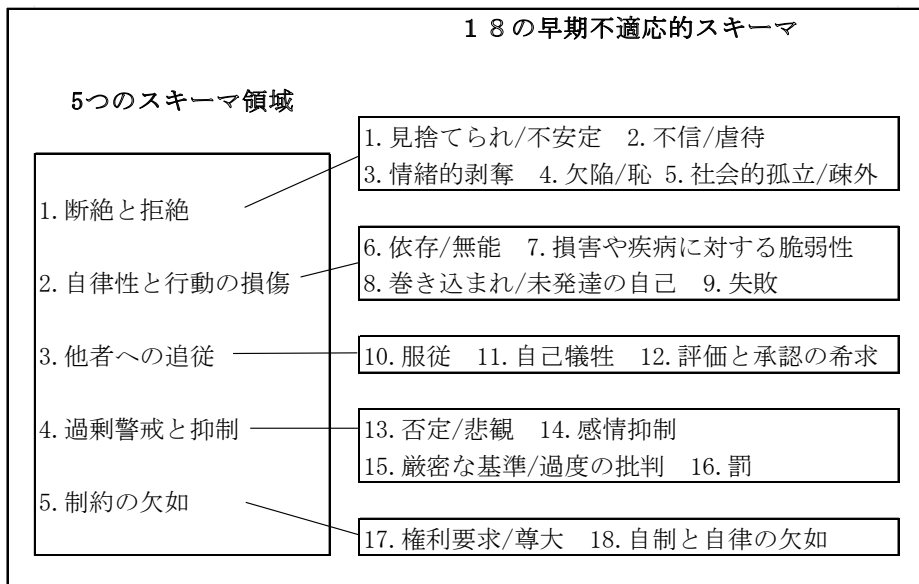 １８の早期不適応的スキーマ
5つのスキーマ領域
1.断絶と拒絶
2.自律性と行動の損傷
3.他者への追従
4.過剰警戒と抑制
5.制約の欠如
1.見捨てられ/不安定　2.不信/虐待
3.情緒的剥奪　4.欠陥/恥　5.社会的孤立/疎外
6.依存/無能　7.損害や疾病に対する脆弱性
8.巻き込まれ/未発達の自己　9.失敗
10.服従　11.自己犠牲　12.評価と承認の希求
13.否定/悲観　14.感情抑制
15.厳密な基準/過度の批判　16.罰
17.権利要求/尊大　18.自制と自律の欠如